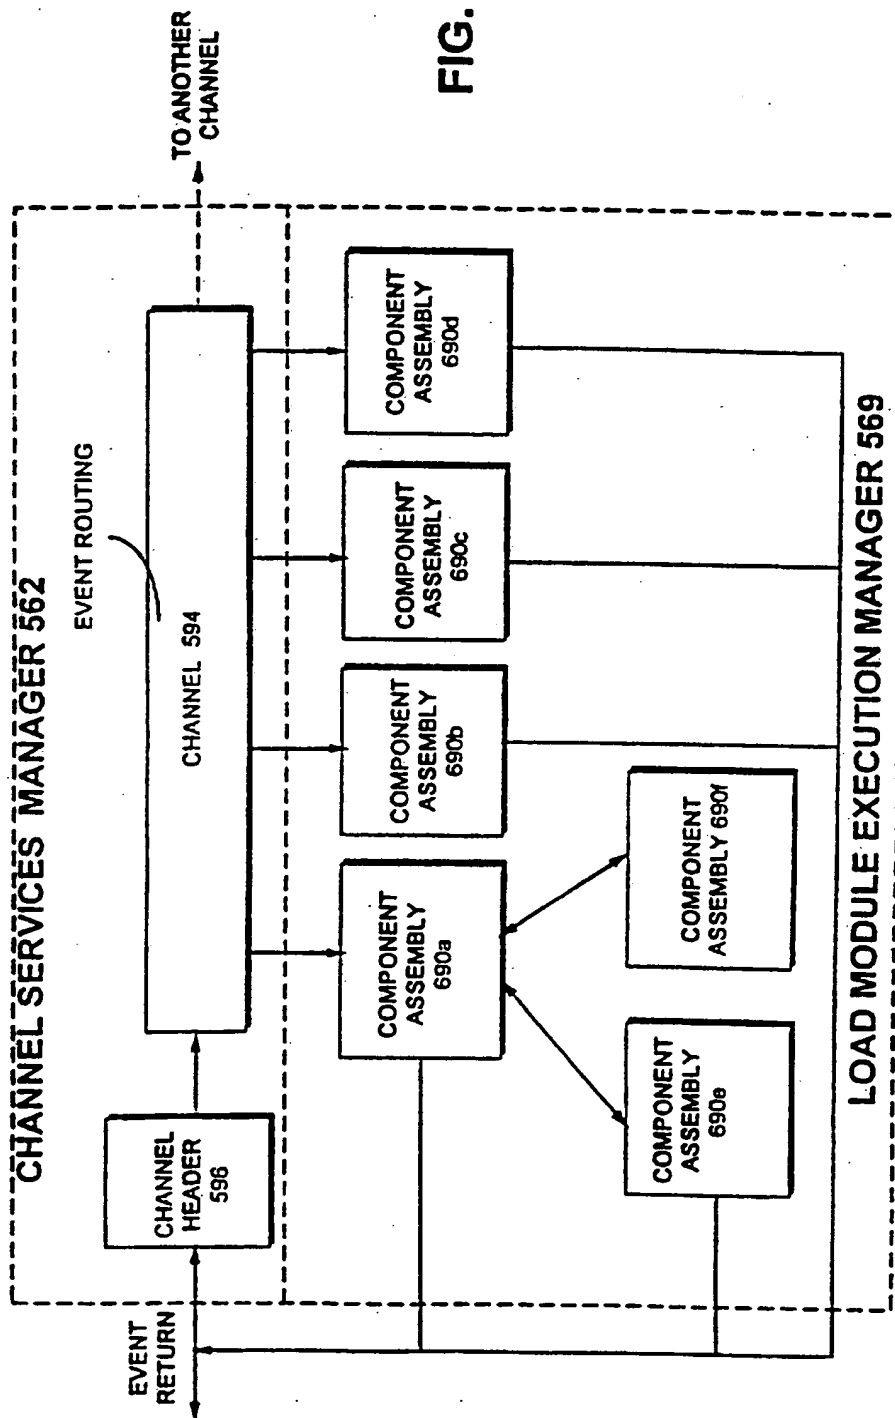 CHANNEL SERVICES MANAGER 562
EVENT ROUTING
EVENT
RETURN
CHANNEL
HEADER
596
CHANNEL 594
TO ANOTHER
CHANNEL
COMPONENT
ASSEMBLY
690a
COMPONENT
ASSEMBLY
690b
COMPONENT
ASSEMBLY
690c
COMPONENT
ASSEMBLY
690d
COMPONENT
ASSEMBLY
690e
COMPONENT
ASSEMBLY 690f
LOAD MODULE EXECUTION MANAGER 569
FIG.